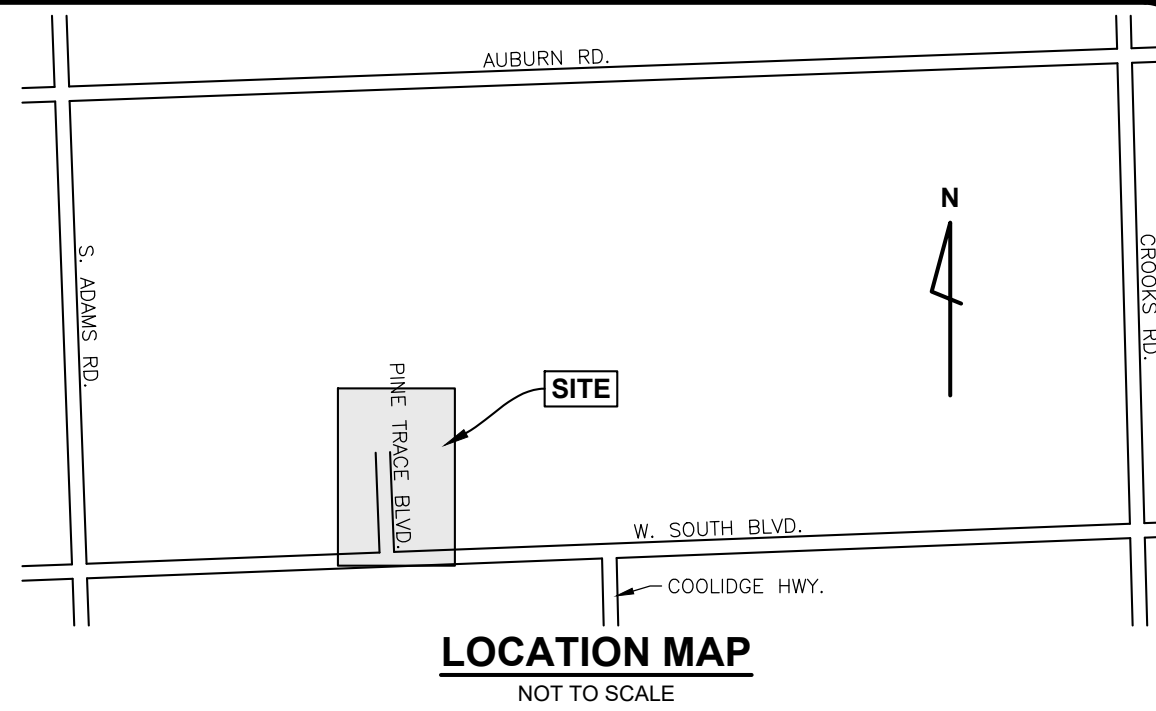 AUBURN RD.
N
S. ADAMS RD.
CROOKS RD.
PINE TRACE BLVD.
SITE
W. SOUTH BLVD.
COOLIDGE HWY.
LOCATION MAP
NOT TO SCALE